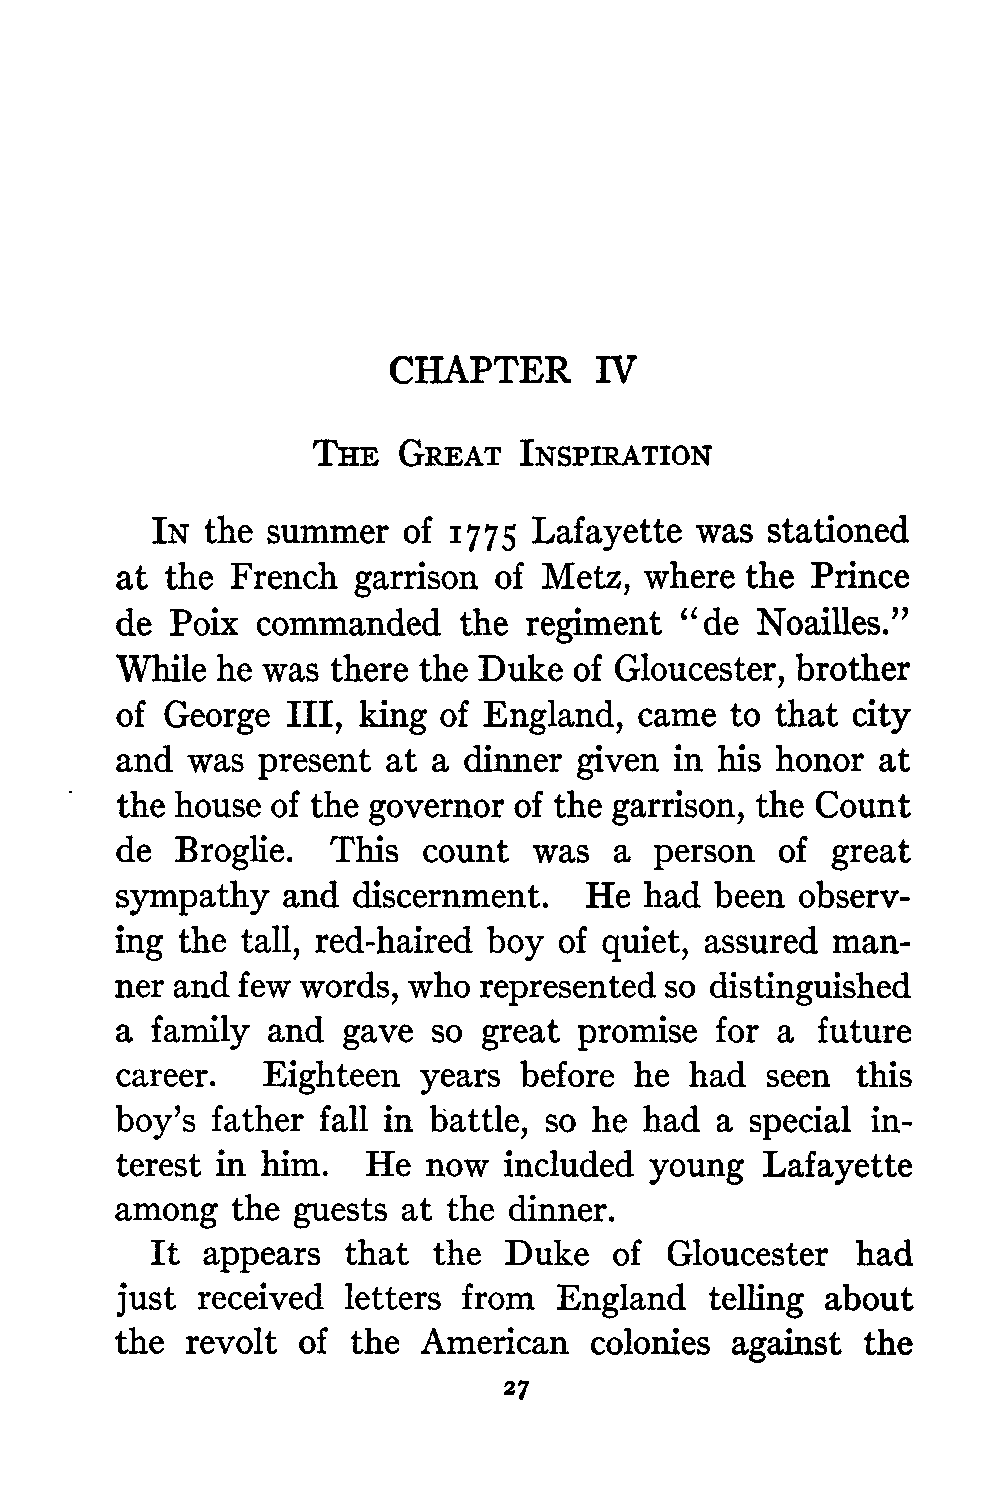 CHAPTER IV
THE GREAT INSPIRATION
IN the summer of 1775 Lafayette was stationed
at the French garrison of Metz, where the Prince
de Poix commanded the regiment “de Noailles.”
While he was there the Duke of Gloucester, brother
of George III, king of England, came to that city
and was present at a dinner given in his honor at
the house of the governor of the garrison, the Count
de Broglie. This count was a person of great
sympathy and discernment. He had been observ-
ing the tall, red-haired boy of quiet, assured man-
ner and few words, who represented so distinguished
a family and gave so great promise for a future
career. Eighteen years before he had seen this
boy’s father fall in battle, so he had a special in-
terest in him. He now included young Lafayette
among the guests at the dinner.
It appears that the Duke of Gloucester had
just received letters from England telling about
the revolt of the American colonies against the
27